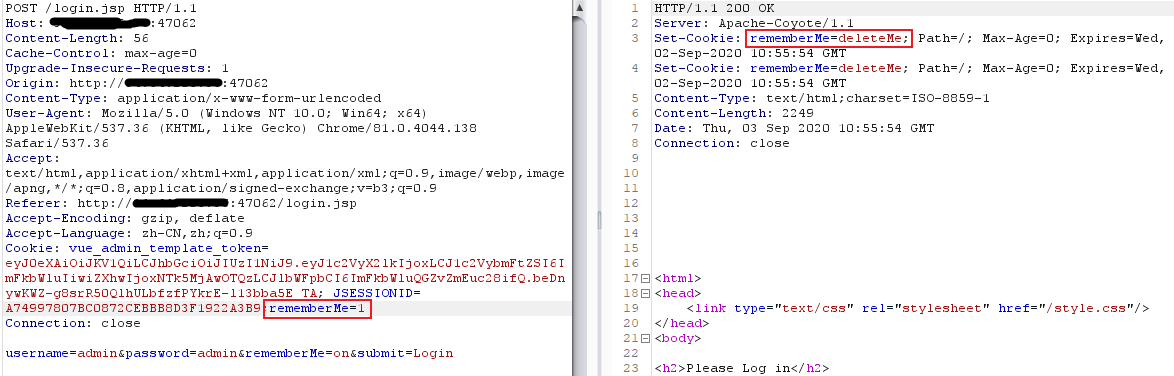 POST /login.jsp HTTP/1.1
Host: :47062
Content-Length: 56
Cache-Control: max-age=0
Upgrade-Insecure-Requests: 1
Origin: http://:47062
Content-Type: application/x-www-form-urlencoded
User-Agent: Mozilla/5.0 (Windows NT 10.0; Win64; x64)
AppleWebKit/537.36 (KHTML, like Gecko) Chrome/81.0.4044.138
Safari/537.36
Accept:
text/html,application/xhtml+xml,application/xml;q=0.9,image/webp,image
/apng,*/*;q=0.8,application/signed-exchange;v=b3;q=0.9
Referer: http://:47062/login.jsp
Accept-Encoding: gzip, deflate
Accept-Language: zh-CN,zh;q=0.9
Cookie: vue_admin_template_token=
JSESSIONID=
A74997807BC0872CEBBB8D3F1922A3B9;rememberMe=1
Connection: close
username=admin&password=admin&rememberMe=on&submit=Login
1 HTTP/1.1 200 OK
2 Server: Apache-Coyote/1.1
3 Set-Cookie: rememberMe=deleteMe; Path=/; Max-Age=0; Expires=Wed,
02-Sep-2020 10:55:54 GMT
4 Set-Cookie: rememberMe=deleteMe; Path=/; Max-Age=0; Expires=Wed,
02-Sep-2020 10:55:54 GMT
5 Content-Type: text/html;charset=ISO-8859-1
6 Content-Length: 2249
7 Date: Thu, 03 Sep 2020 10:55:54 GMT
8 Connection: close
9
10
11
12
13
14
15
16
17 <html>
18 <head>
19 <link type="text/css" rel="stylesheet" href="/style.css"/>
20 </head>
21 <body>
22
23 <h2>Please Log in</h2>